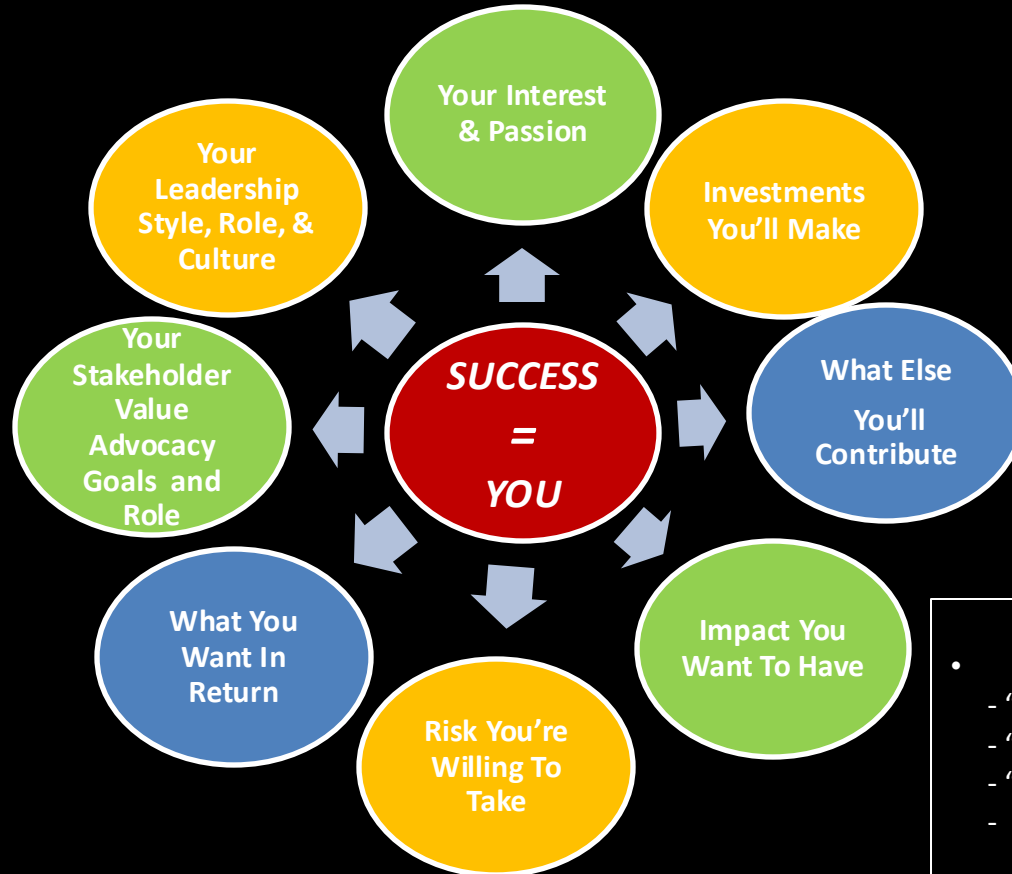 Your Interest
& Passion
Investments
You'll Make
What Else
You'll
Contribute
Impact You
Want To Have
Risk You're
Willing To
Take
What You
Want In
Return
Your
Stakeholder
Value
Advocacy
Goals and
Role
Your
Leadership
Style, Role, &
Culture
SUCCESS
=
YOU
•
- “
- “
- “
-